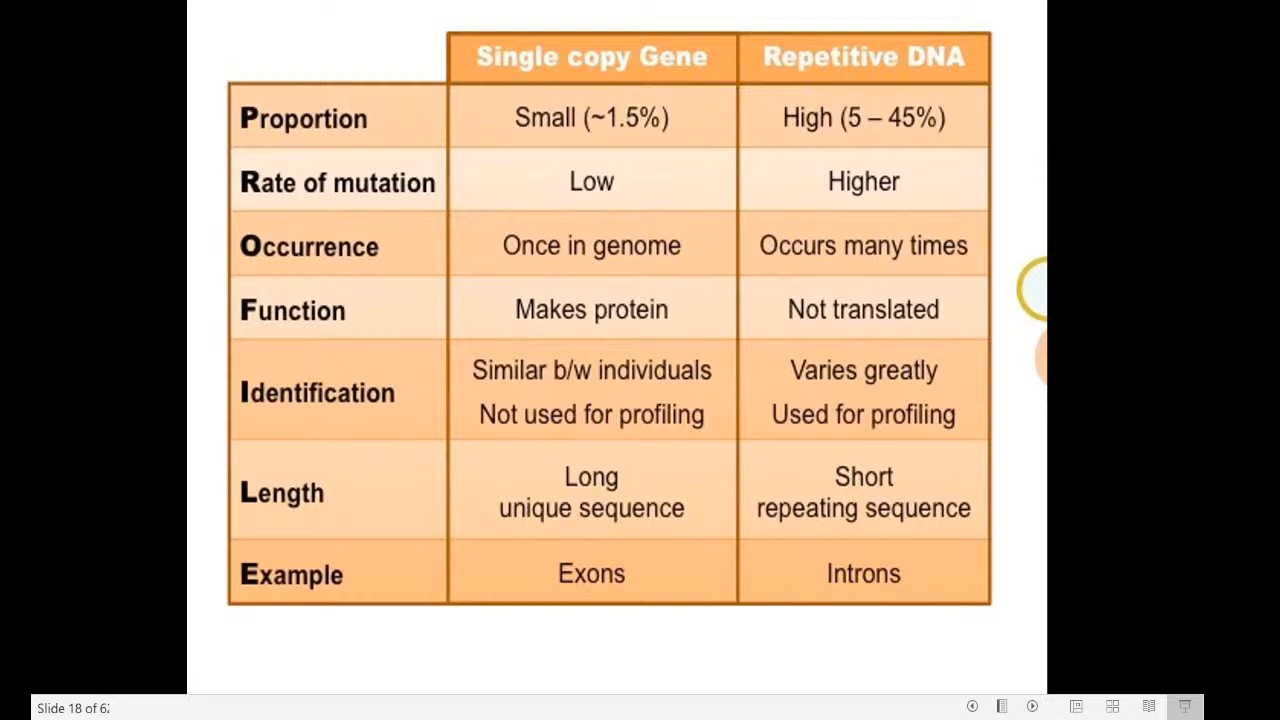 Single copy Gene Repetitive DNA
Proportion Small (~1.5%) High (5 – 45%)
Rate of mutation Low Higher
Occurrence Once in genome Occurs many times
Function Makes protein Not translated
Identification
Similar b/w individuals Varies greatly
Not used for profiling Used for profiling
Length
Long Short
unique sequence repeating sequence
Example Exons Introns
Slide 18 of 62